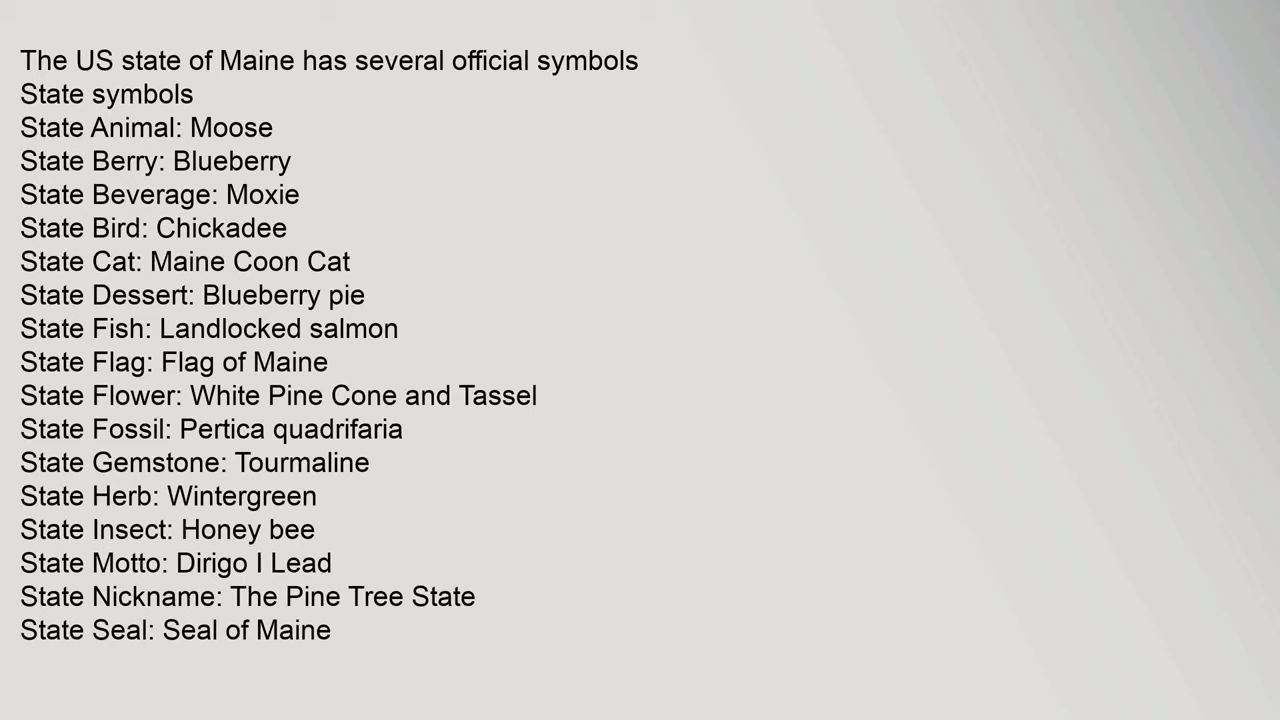 The US state of Maine has several official symbols
State symbols
State Animal: Moose
State Berry: Blueberry
State Beverage: Moxie
State Bird: Chickadee
State Cat: Maine Coon Cat
State Dessert: Blueberry pie
State Fish: Landlocked salmon
State Flag: Flag of Maine
State Flower: White Pine Cone and Tassel
State Fossil: Pertica quadrifaria
State Gemstone: Tourmaline
State Herb: Wintergreen
State Insect: Honey bee
State Motto: Dirigo I Lead
State Nickname: The Pine Tree State
State Seal: Seal of Maine